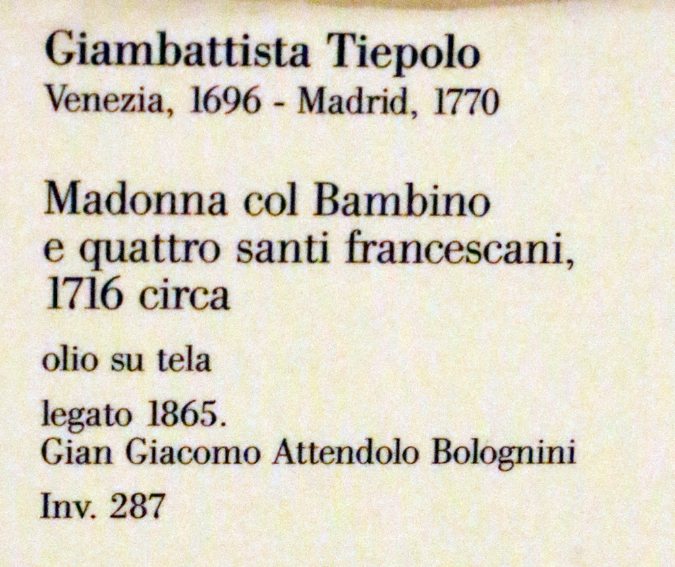 Giambattista Tiepolo
Venezia, 1696 - Madrid, 1770
Madonna col Bambino
e quattro santi francescani,
1716 circa
olio su tela
legato 1865.
Gian Giacomo Attendolo Bolognini
Inv. 287